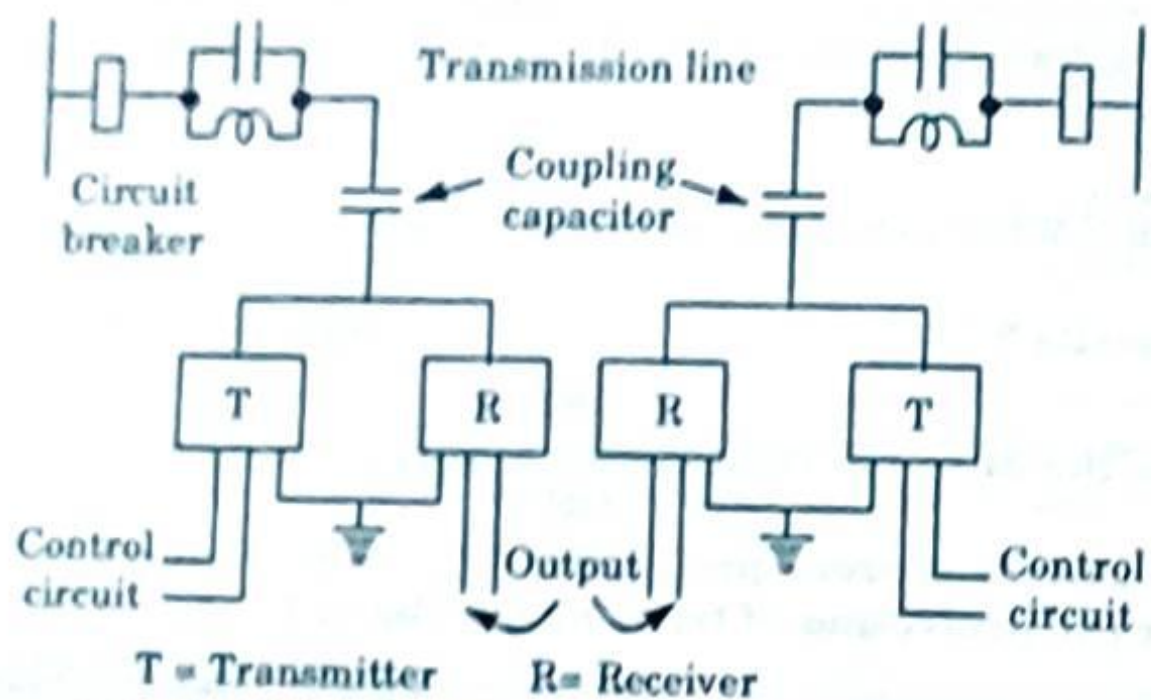 Transmission line
Circuit
breaker
Coupling
capacitor
T
R
R
T
Control
circuit
Output
Control
circuit
T = Transmitter
R= Receiver